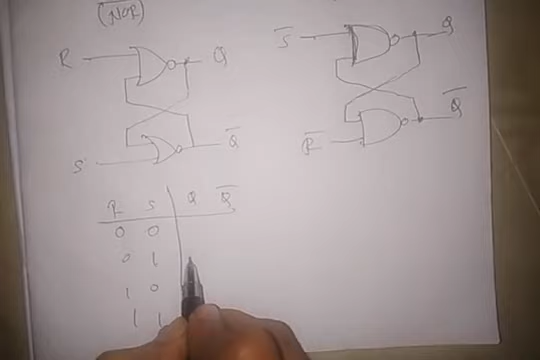 (NOR)
R Q
S Q̅
S̅ Q
R̅ Q̅
R S Q Q̅
0 0
0 1
1 0
1 1